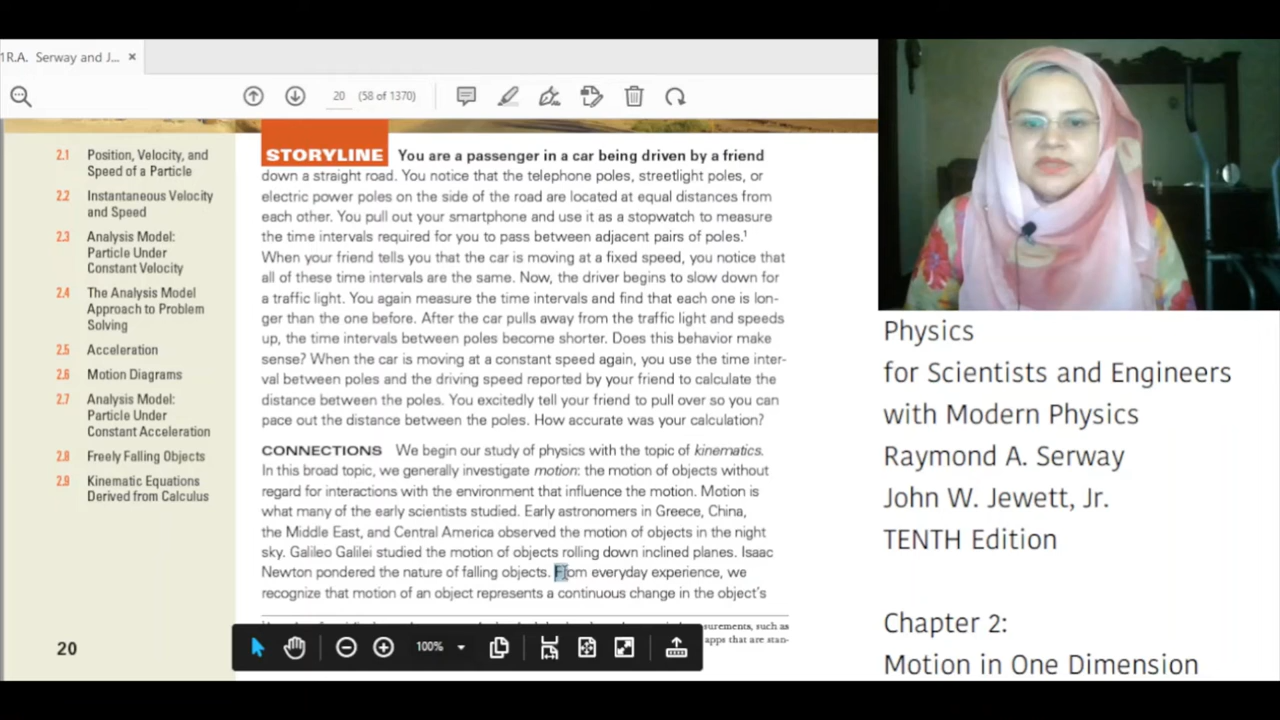 1R.A. Serway and J... ×
20 (58 of 1370)
2.1 Position, Velocity, and
Speed of a Particle
2.2 Instantaneous Velocity
and Speed
2.3 Analysis Model:
Particle Under
Constant Velocity
2.4 The Analysis Model
Approach to Problem
Solving
2.5 Acceleration
2.6 Motion Diagrams
2.7 Analysis Model:
Particle Under
Constant Acceleration
2.8 Freely Falling Objects
2.9 Kinematic Equations
Derived from Calculus
20
STORYLINE You are a passenger in a car being driven by a friend
down a straight road. You notice that the telephone poles, streetlight poles, or
electric power poles on the side of the road are located at equal distances from
each other. You pull out your smartphone and use it as a stopwatch to measure
the time intervals required for you to pass between adjacent pairs of poles.¹
When your friend tells you that the car is moving at a fixed speed, you notice that
all of these time intervals are the same. Now, the driver begins to slow down for
a traffic light. You again measure the time intervals and find that each one is lon-
ger than the one before. After the car pulls away from the traffic light and speeds
up, the time intervals between poles become shorter. Does this behavior make
sense? When the car is moving at a constant speed again, you use the time inter-
val between poles and the driving speed reported by your friend to calculate the
distance between the poles. You excitedly tell your friend to pull over so you can
pace out the distance between the poles. How accurate was your calculation?
CONNECTIONS We begin our study of physics with the topic of kinematics.
In this broad topic, we generally investigate motion: the motion of objects without
regard for interactions with the environment that influence the motion. Motion is
what many of the early scientists studied. Early astronomers in Greece, China,
the Middle East, and Central America observed the motion of objects in the night
sky. Galileo Galilei studied the motion of objects rolling down inclined planes. Isaac
Newton pondered the nature of falling objects. From everyday experience, we
recognize that motion of an object represents a continuous change in the object's
surements, such as
apps that are stan-
100%
Physics
for Scientists and Engineers
with Modern Physics
Raymond A. Serway
John W. Jewett, Jr.
TENTH Edition
Chapter 2:
Motion in One Dimension